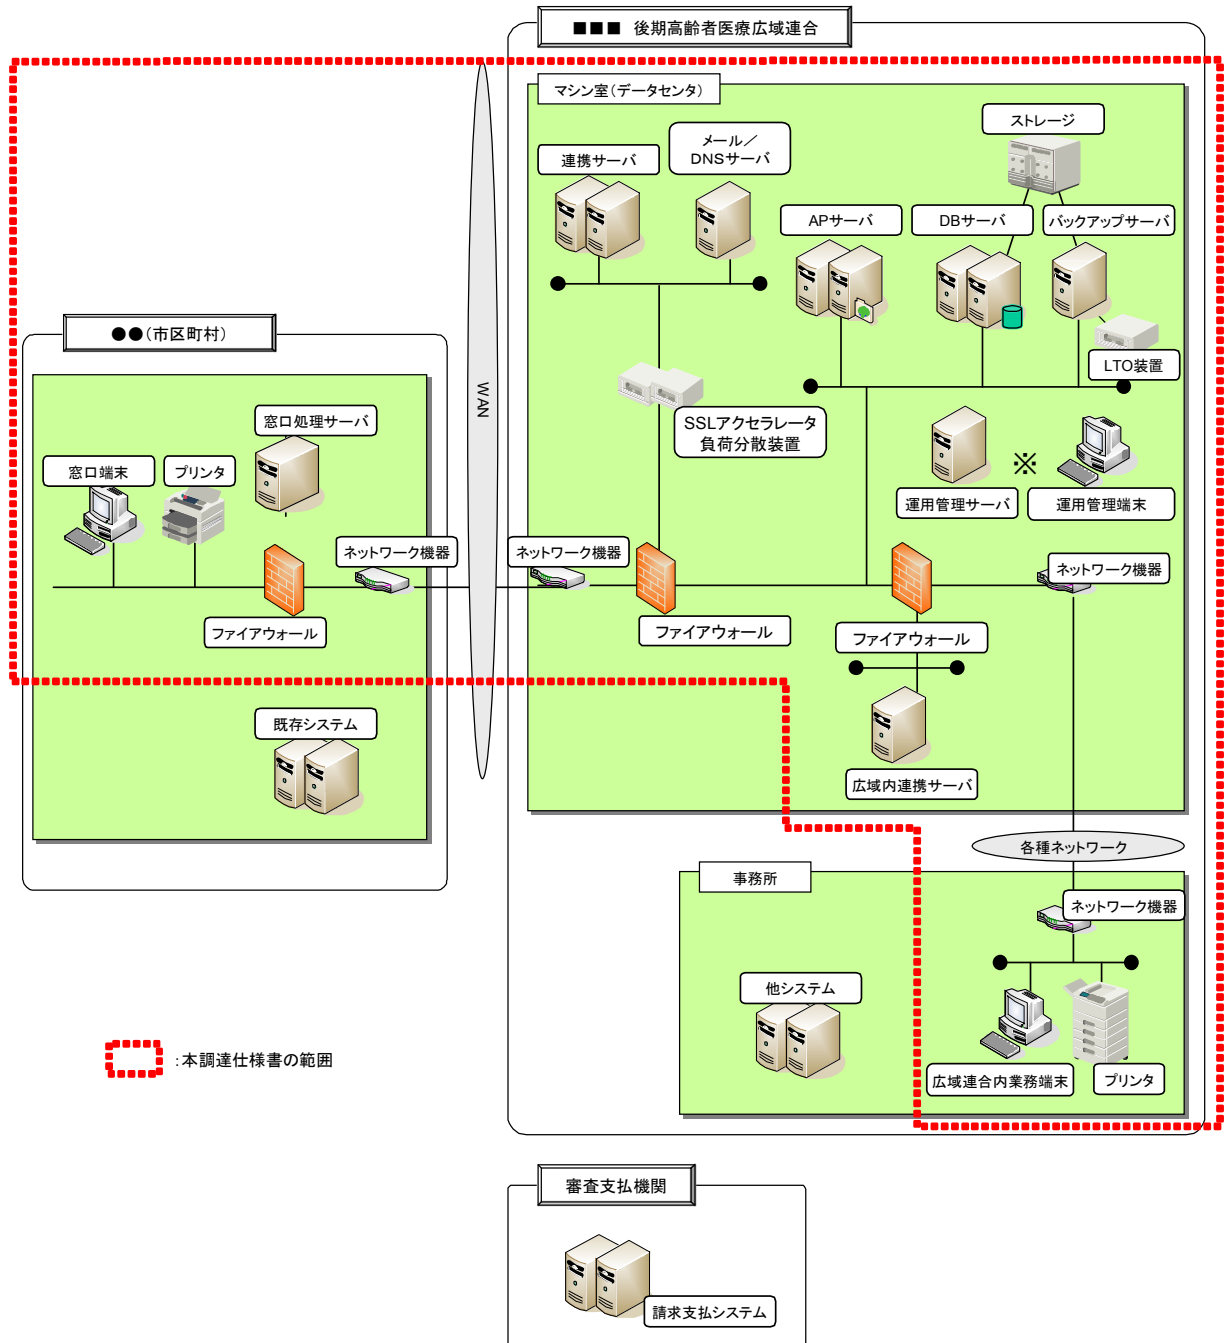 ■■■ 後期高齢者医療広域連合
マシン室(データセンタ)
ストレージ
連携サーバ
メール／
DNSサーバ
APサーバ
DBサーバ
バックアップサーバ
LTO装置
●●(市区町村)
WAN
SSLアクセラレータ
負荷分散装置
窓口処理サーバ
窓口端末
プリンタ
運用管理サーバ
※
運用管理端末
ネットワーク機器
ネットワーク機器
ネットワーク機器
ファイアウォール
ファイアウォール
ファイアウォール
既存システム
広域内連携サーバ
各種ネットワーク
事務所
ネットワーク機器
他システム
広域連合内業務端末
プリンタ
:本調達仕様書の範囲
審査支払機関
請求支払システム